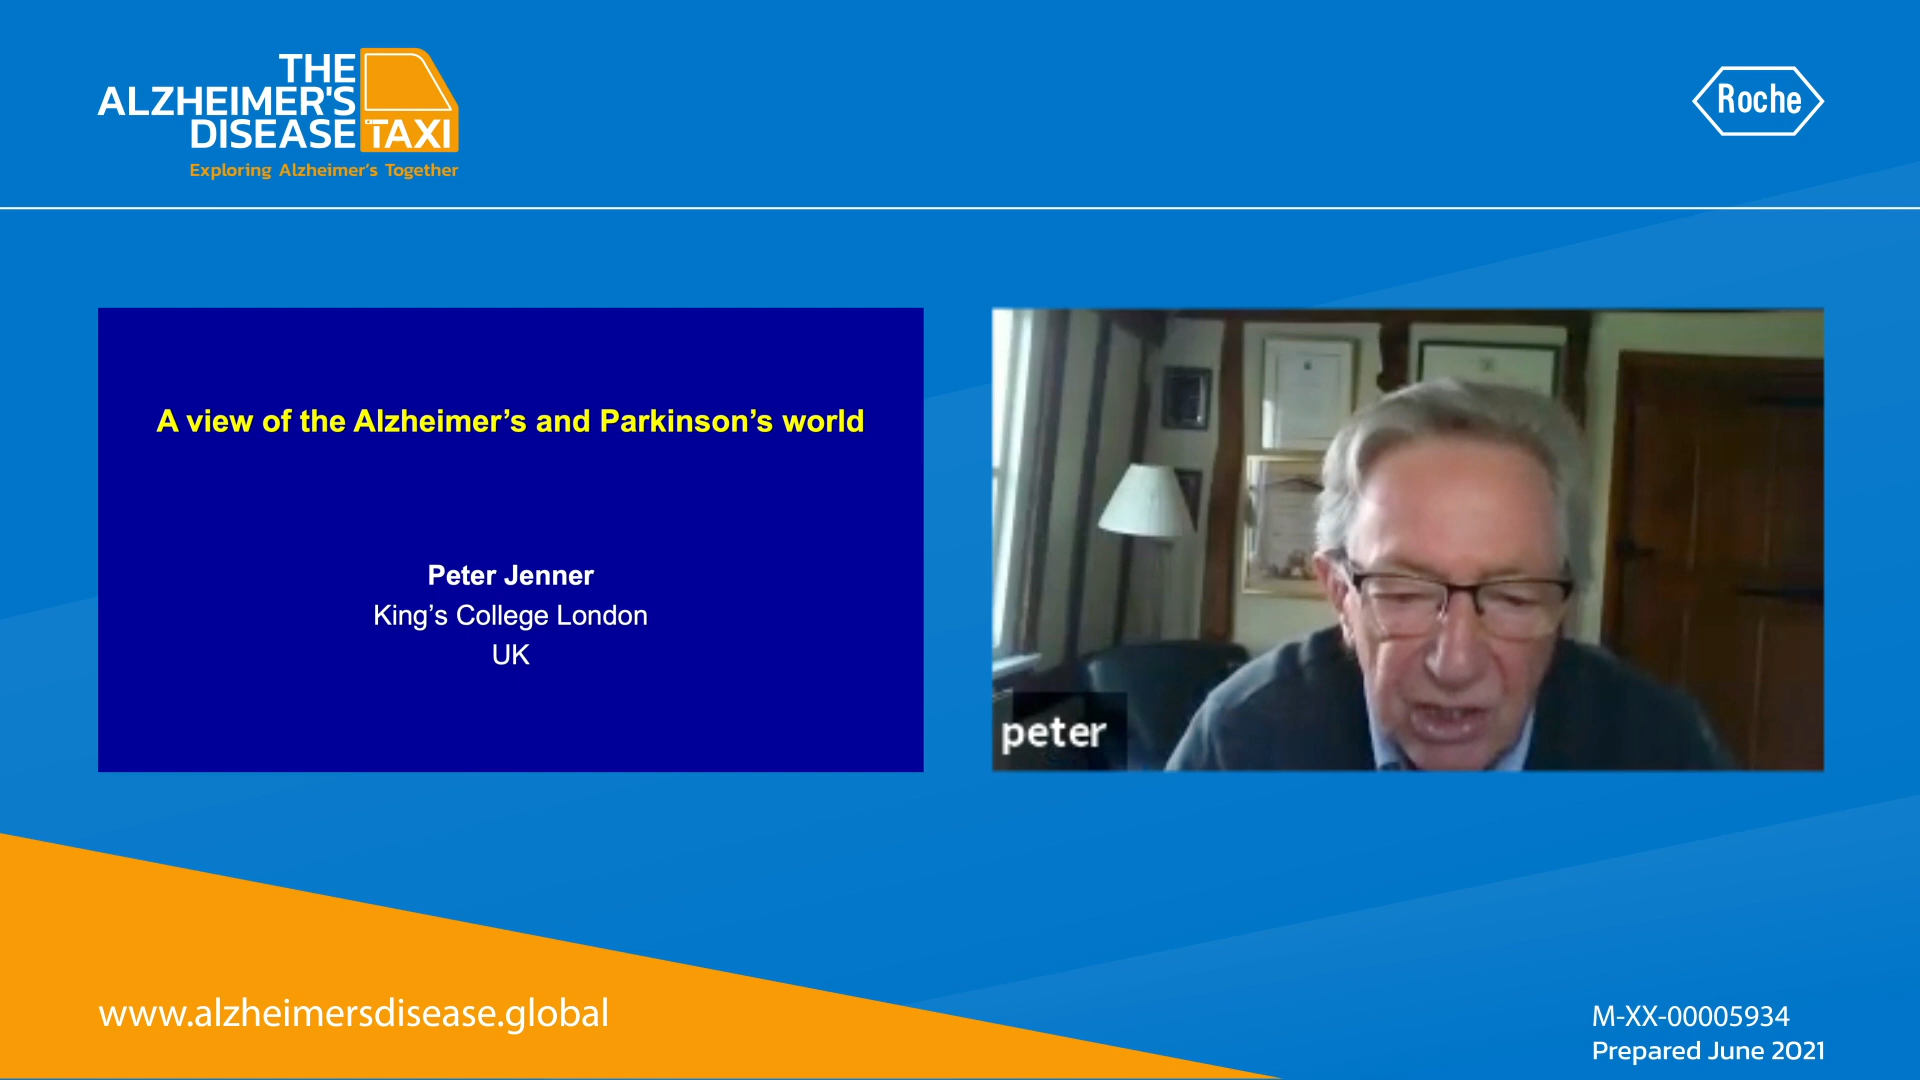 THE
ALZHEIMER'S
DISEASE TAXI
Exploring Alzheimer's Together
Roche
A view of the Alzheimer’s and Parkinson’s world
Peter Jenner
King’s College London
UK
peter
www.alzheimersdisease.global
M-XX-00005934
Prepared June 2021